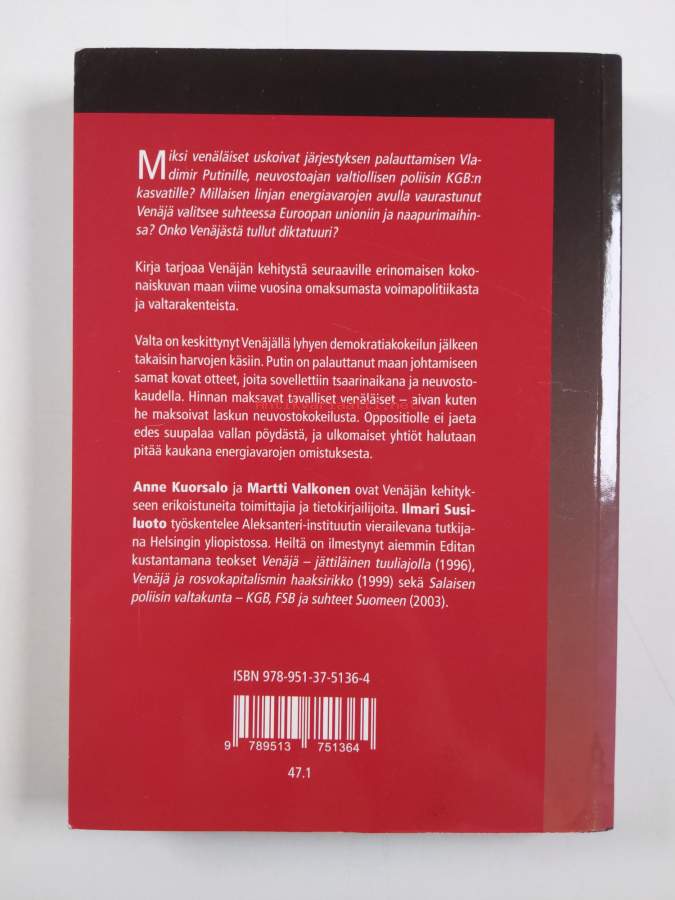 Miksi venäläiset uskoivat järjestyksen palauttamisen Vla-
dimir Putinille, neuvostoajan valtiollisen poliisin KGB:n
kasvatille? Millaisen linjan energiavarojen avulla vaurastunut
Venäjä valitsee suhteessa Euroopan unioniin ja naapurimaihin-
sa? Onko Venäjästä tullut diktatuuri?
Kirja tarjoaa Venäjän kehitystä seuraaville erinomaisen koko-
naiskuvan maan viime vuosina omaksumasta voimapolitiikasta
ja valtarakenteista.
Valta on keskittynyt Venäjällä lyhyen demokratiakokeilun jälkeen
takaisin harvojen käsiin. Putin on palauttanut maan johtamiseen
samat kovat otteet, joita sovellettiin tsaarinaikana ja neuvosto-
kaudella. Hinnan maksavat tavalliset venäläiset – aivan kuten
he maksoivat laskun neuvostokokeilusta. Oppositiolle ei jaeta
edes suupalaa vallan pöydästä, ja ulkomaiset yhtiöt halutaan
pitää kaukana energiavarojen omistuksesta.
Anne Kuorsalo ja Martti Valkonen ovat Venäjän kehityk-
seen erikoistuneita toimittajia ja tietokirjailijoita. Ilmari Susi-
luoto työskentelee Aleksanteri-instituutin vierailevana tutkija-
na Helsingin yliopistossa. Heiltä on ilmestynyt aiemmin Editan
kustantamana teokset Venäjä – jättiläinen tuuliajolla (1996),
Venäjä ja rosvokapitalismin haaksirikko (1999) sekä Salaisen
poliisin valtakunta – KGB, FSB ja suhteet Suomeen (2003).
ISBN 978-951-37-5136-4
9 789513 751364
47.1